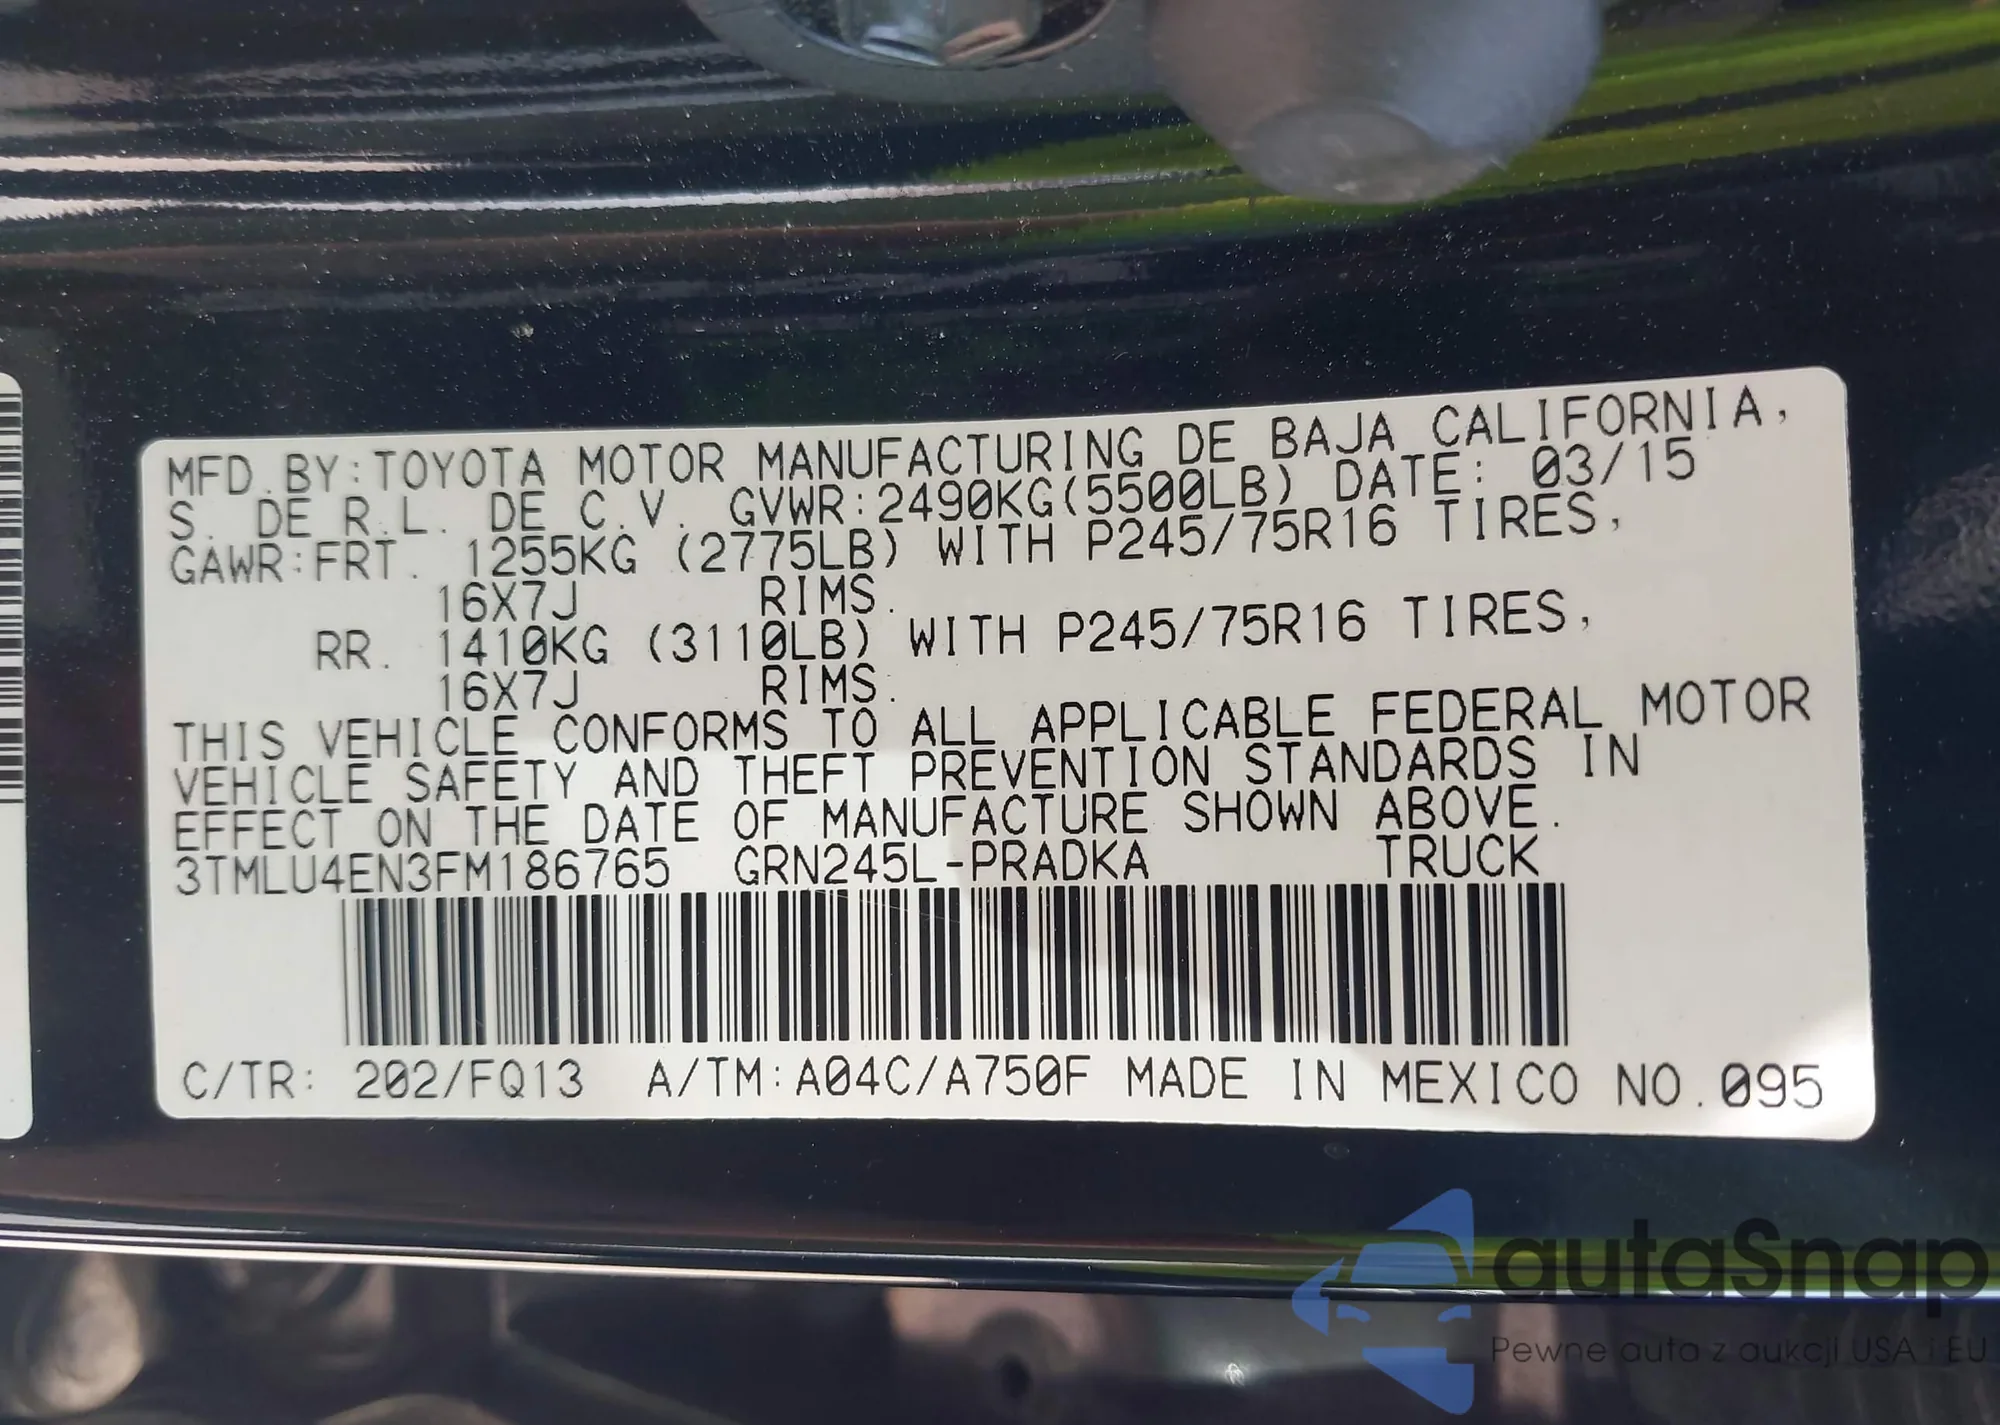 MFD.BY:TOYOTA MOTOR MANUFACTURING DE BAJA CALIFORNIA,
S. DE R.L. DE C.V. GVWR:2490KG(5500LB) DATE: 03/15
GAWR:FRT. 1255KG (2775LB) WITH P245/75R16 TIRES,
16X7J RIMS.
RR. 1410KG (3110LB) WITH P245/75R16 TIRES,
16X7J RIMS.
THIS VEHICLE CONFORMS TO ALL APPLICABLE FEDERAL MOTOR
VEHICLE SAFETY AND THEFT PREVENTION STANDARDS IN
EFFECT ON THE DATE OF MANUFACTURE SHOWN ABOVE.
3TMLU4EN3FM186765 GRN245L-PRADKA TRUCK
C/TR: 202/FQ13 A/TM:A04C/A750F MADE IN MEXICO NO.095
autaSnap
Pewne auta z aukcji USA i EU